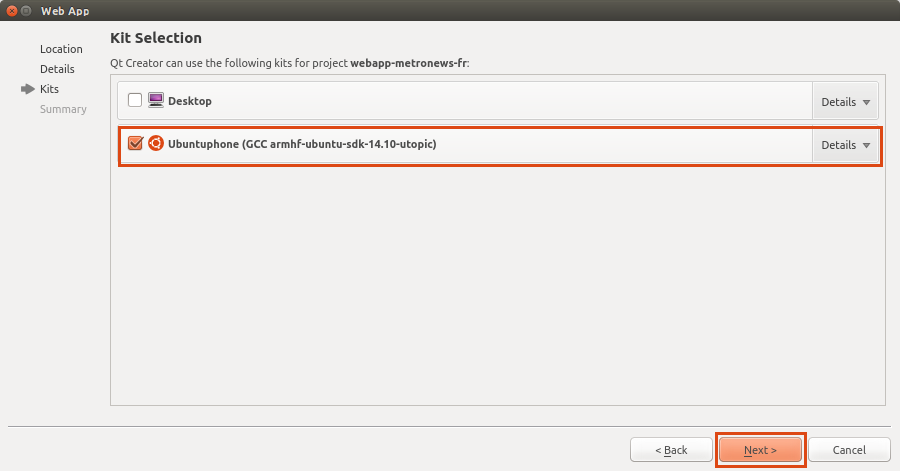 Web App
Location
Details
Kits
Summary
Kit Selection
Qt Creator can use the following kits for project webapp-metronews-fr:
Desktop
Details
Ubuntuphone (GCC armhf-ubuntu-sdk-14.10-utopic)
Details
< Back
Next >
Cancel